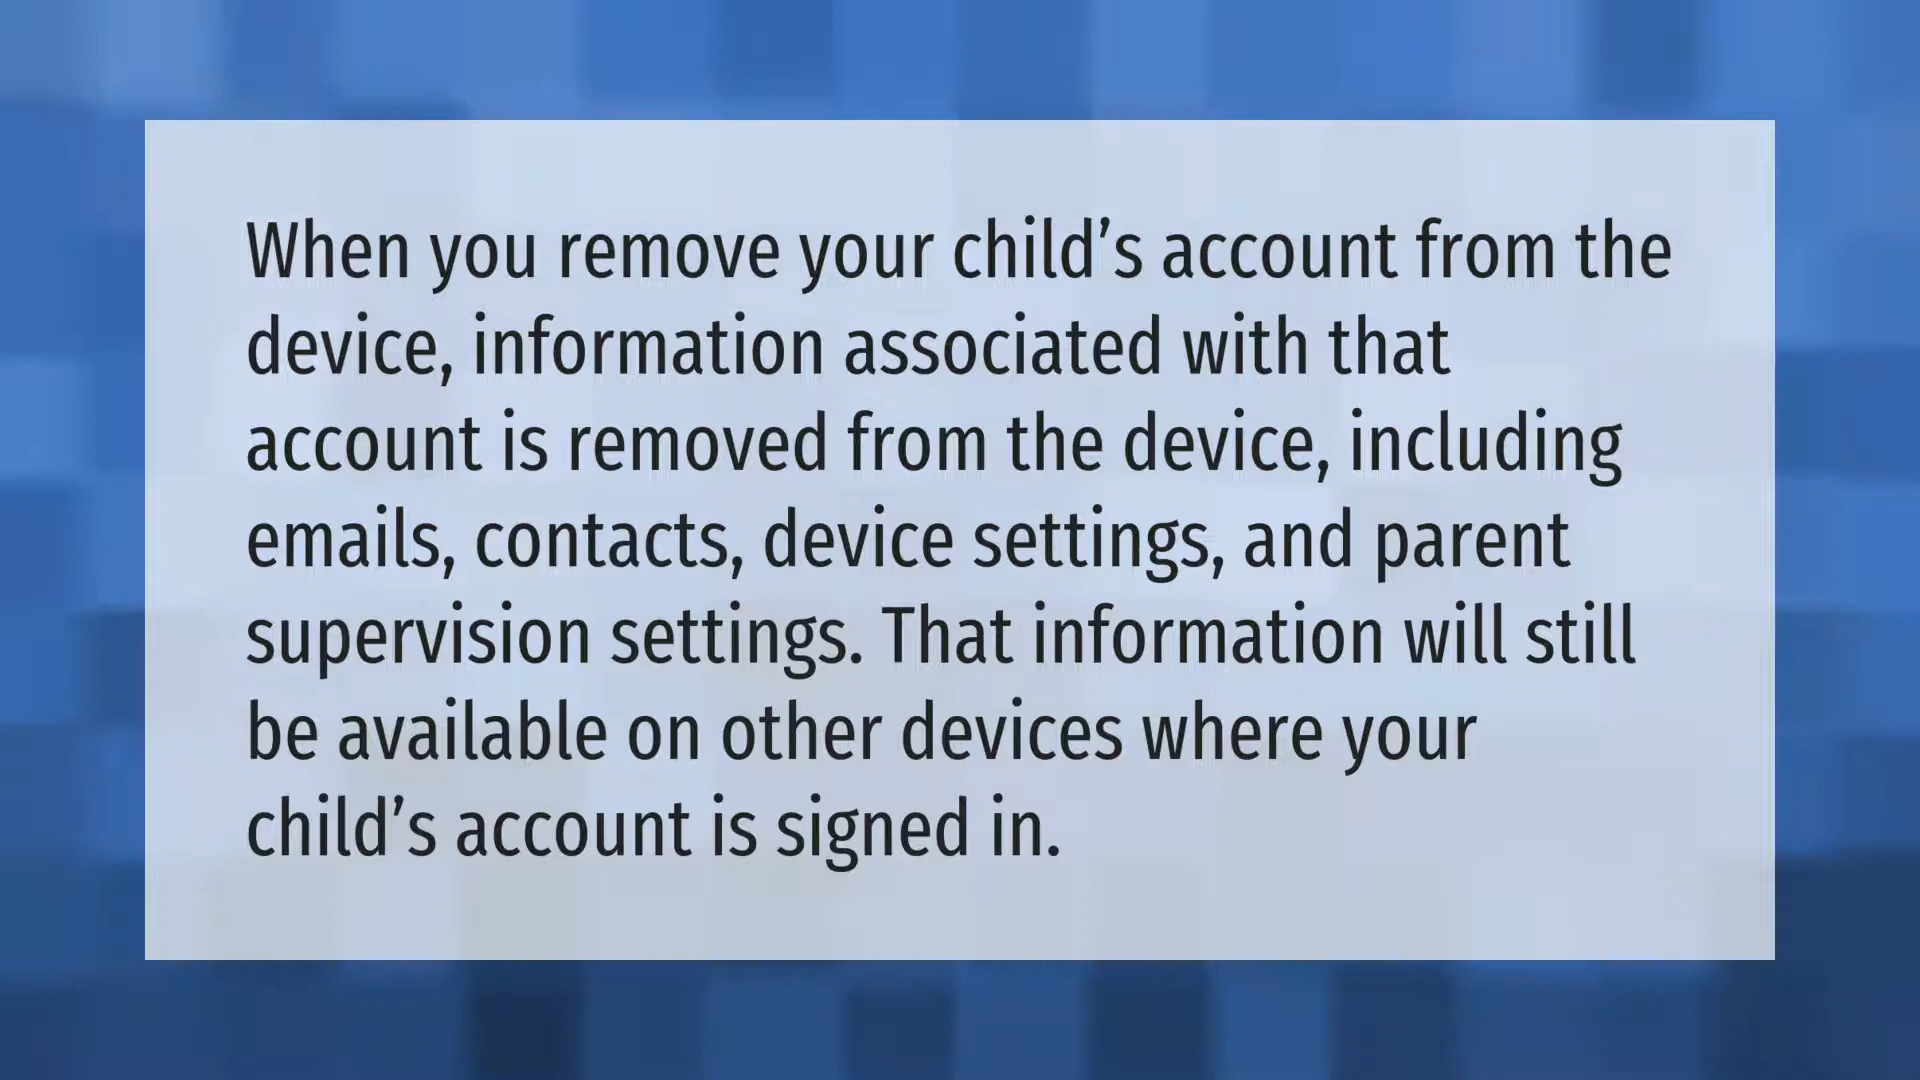 When you remove your child’s account from the
device, information associated with that
account is removed from the device, including
emails, contacts, device settings, and parent
supervision settings. That information will still
be available on other devices where your
child’s account is signed in.